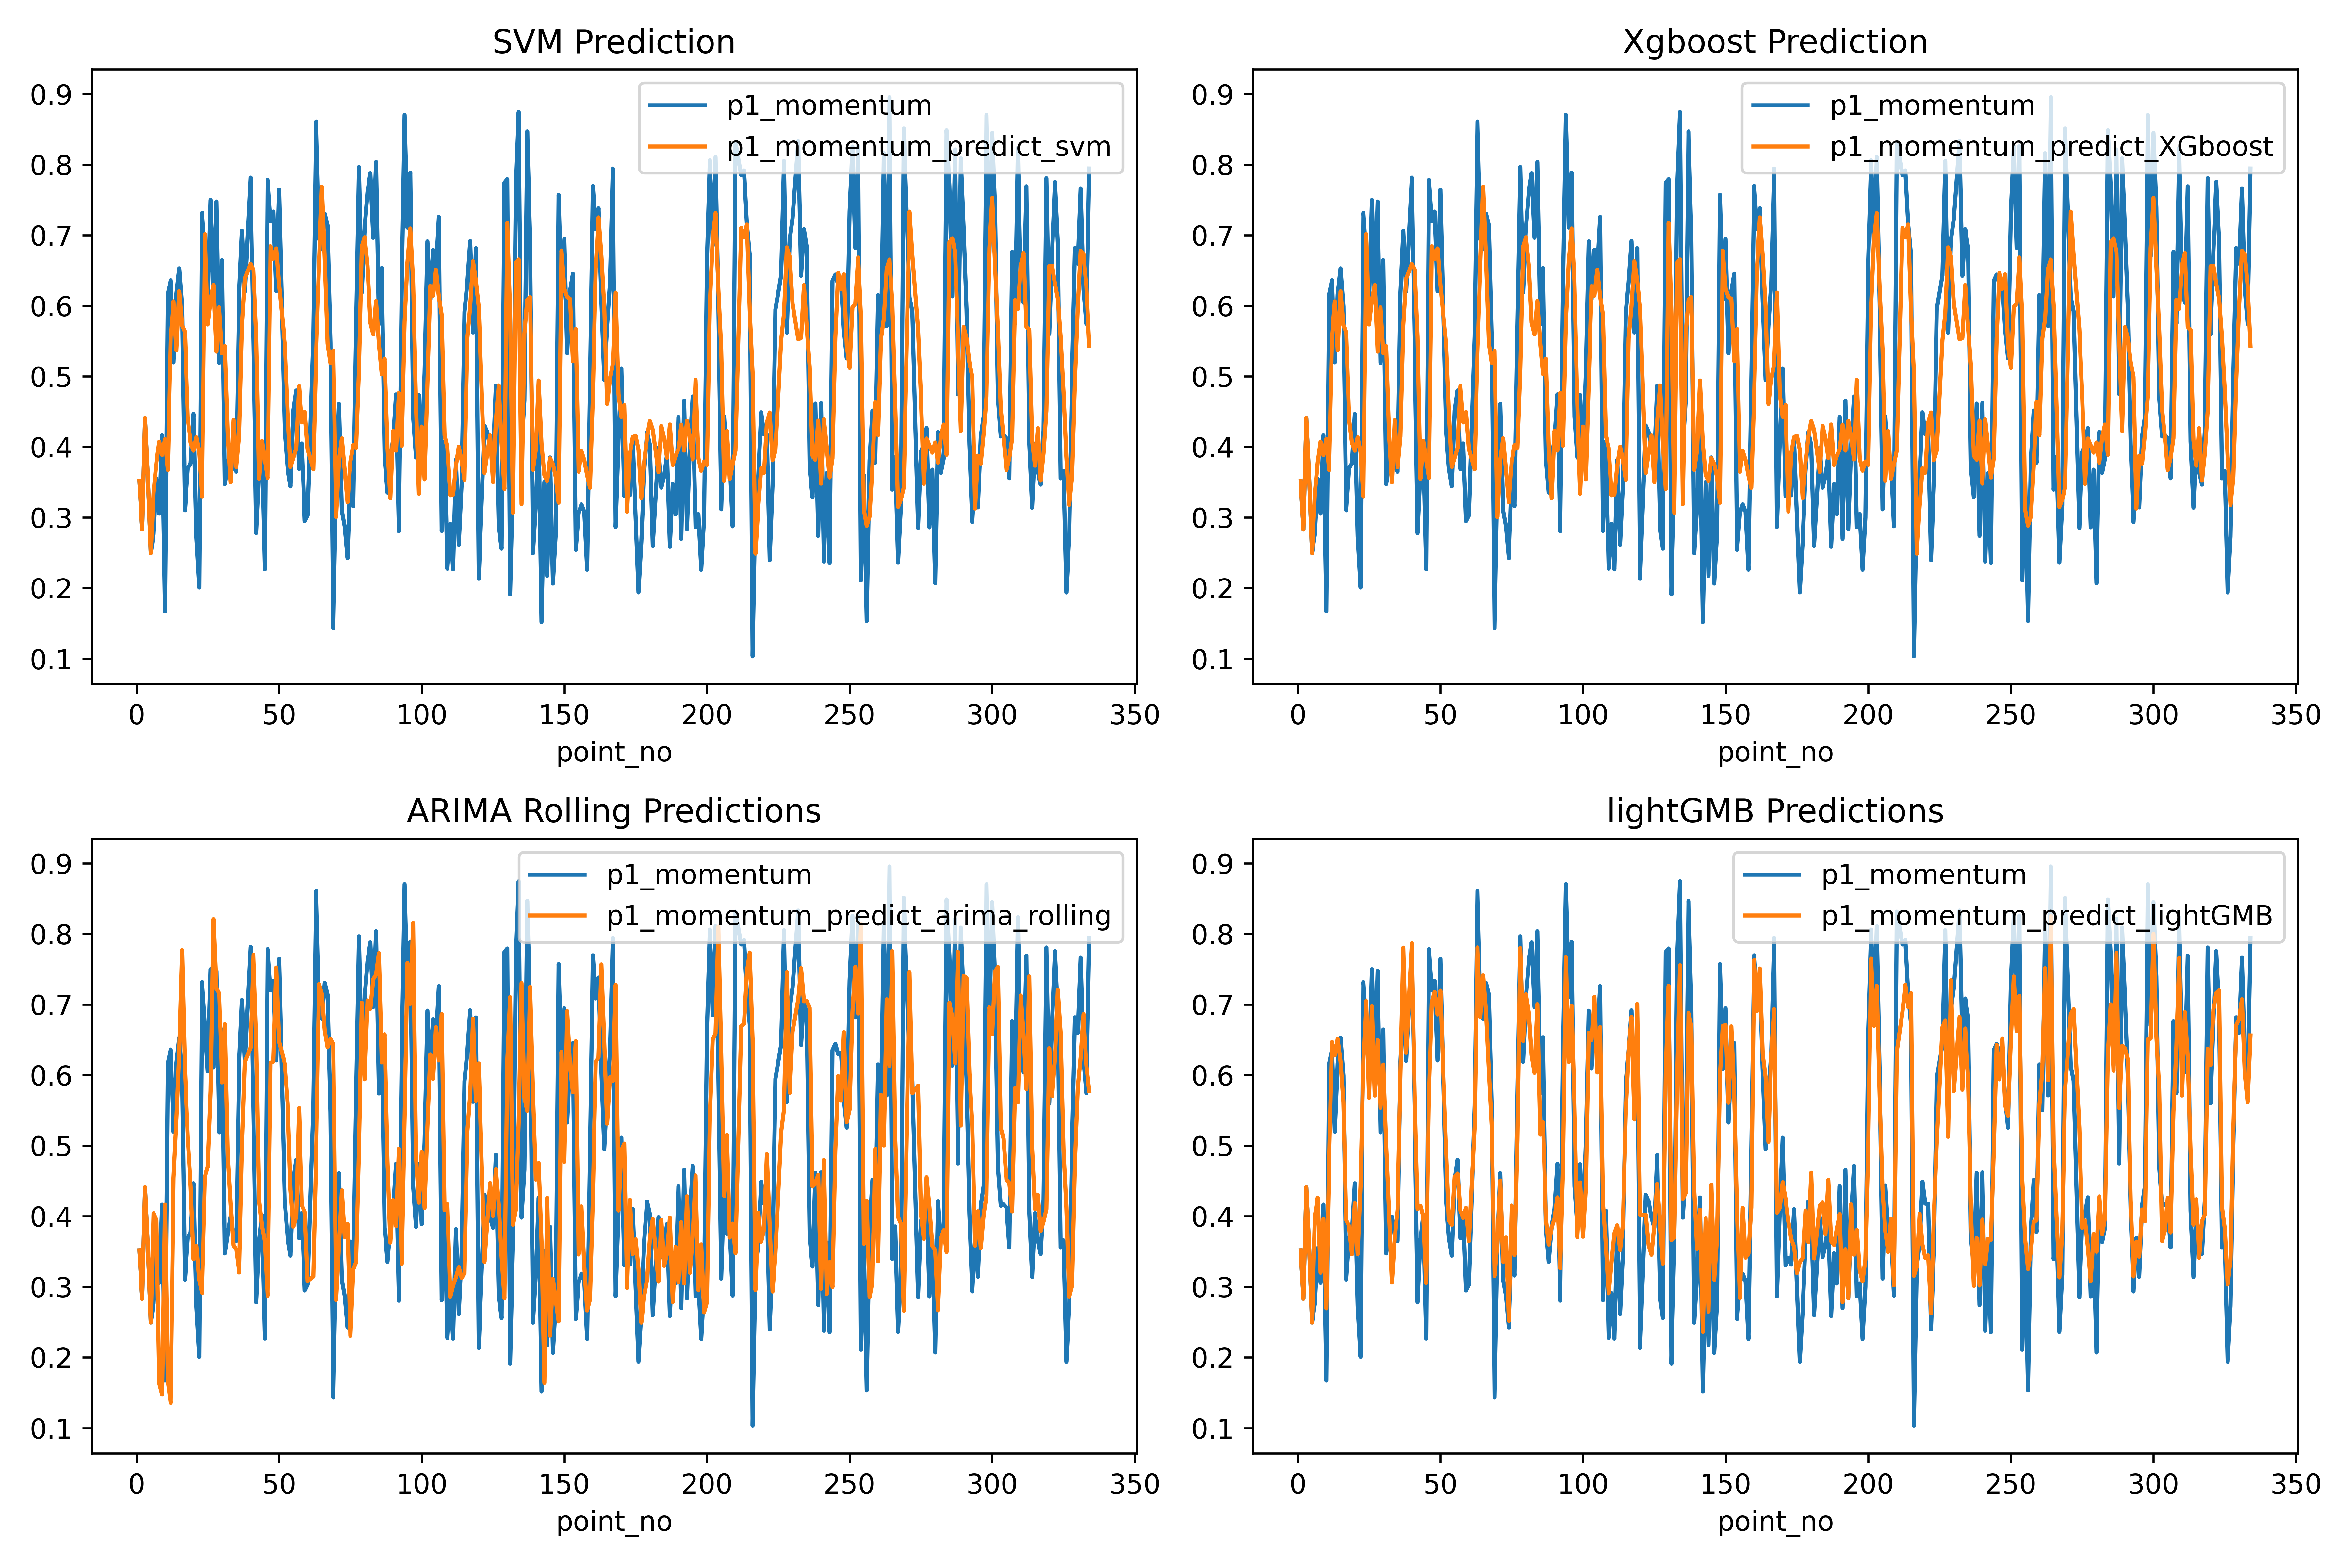 SVM Prediction
0.9
0.8
0.7
0.6
0.5
0.4
0.3
0.2
0.1
p1_momentum
p1_momentum_predict_svm
0 50 100 150 200 250 300 350
point_no
Xgboost Prediction
0.9
0.8
0.7
0.6
0.5
0.4
0.3
0.2
0.1
p1_momentum
p1_momentum_predict_XGboost
0 50 100 150 200 250 300 350
point_no
ARIMA Rolling Predictions
0.9
0.8
0.7
0.6
0.5
0.4
0.3
0.2
0.1
p1_momentum
p1_momentum_predict_arima_rolling
0 50 100 150 200 250 300 350
point_no
lightGMB Predictions
0.9
0.8
0.7
0.6
0.5
0.4
0.3
0.2
0.1
p1_momentum
p1_momentum_predict_lightGMB
0 50 100 150 200 250 300 350
point_no